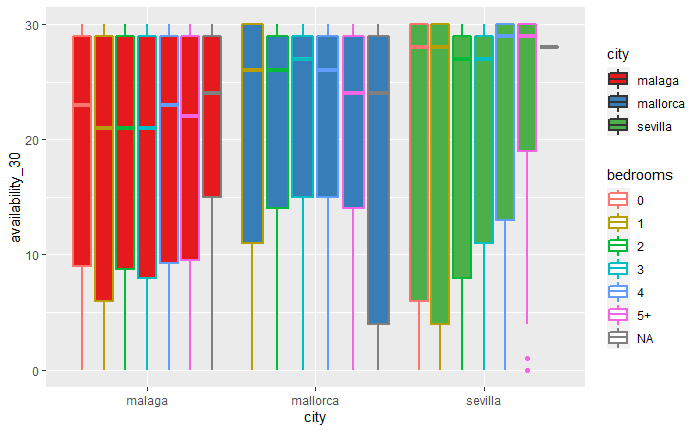 availability_30
30
20
10
0
malaga
mallorca
sevilla
city
city
malaga
mallorca
sevilla
bedrooms
0
1
2
3
4
5+
NA